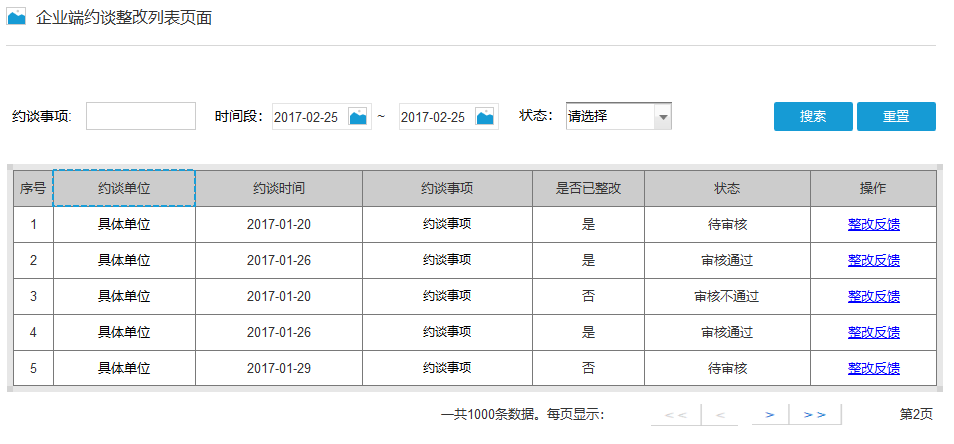 企业端约谈整改列表页面
约谈事项: 时间段: 2017-02-25 ~ 2017-02-25 状态: 请选择 搜索 重置
序号 约谈单位 约谈时间 约谈事项 是否已整改 状态 操作
1 具体单位 2017-01-20 约谈事项 是 待审核 整改反馈
2 具体单位 2017-01-26 约谈事项 是 审核通过 整改反馈
3 具体单位 2017-01-20 约谈事项 否 审核不通过 整改反馈
4 具体单位 2017-01-26 约谈事项 是 审核通过 整改反馈
5 具体单位 2017-01-29 约谈事项 否 待审核 整改反馈
一共1000条数据。每页显示: << < > >> 第2页